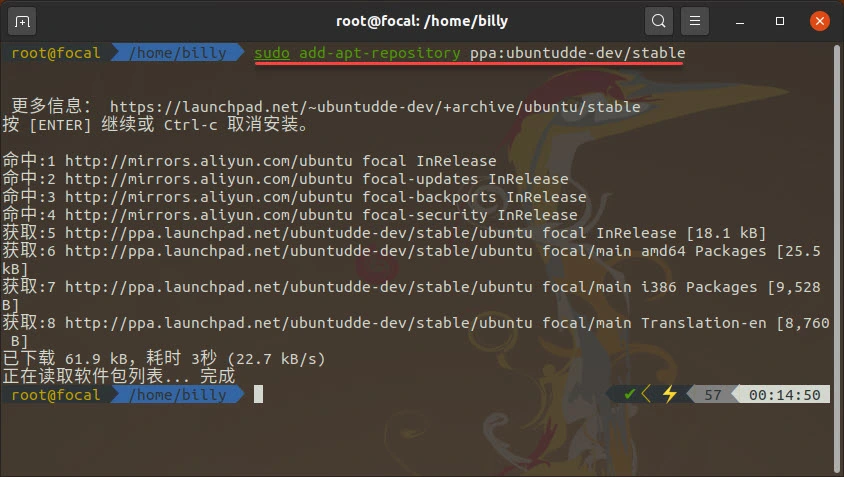 root@focal: /home/billy
root@focal /home/billy sudo add-apt-repository ppa:ubuntudde-dev/stable
更多信息： https://launchpad.net/~ubuntudde-dev/+archive/ubuntu/stable
按 [ENTER] 继续或 Ctrl-c 取消安装。
命中:1 http://mirrors.aliyun.com/ubuntu focal InRelease
命中:2 http://mirrors.aliyun.com/ubuntu focal-updates InRelease
命中:3 http://mirrors.aliyun.com/ubuntu focal-backports InRelease
命中:4 http://mirrors.aliyun.com/ubuntu focal-security InRelease
获取:5 http://ppa.launchpad.net/ubuntudde-dev/stable/ubuntu focal InRelease [18.1 kB]
获取:6 http://ppa.launchpad.net/ubuntudde-dev/stable/ubuntu focal/main amd64 Packages [25.5
kB]
获取:7 http://ppa.launchpad.net/ubuntudde-dev/stable/ubuntu focal/main i386 Packages [9,528
B]
获取:8 http://ppa.launchpad.net/ubuntudde-dev/stable/ubuntu focal/main Translation-en [8,760
B]
已下载 61.9 kB，耗时 3秒 (22.7 kB/s)
正在读取软件包列表... 完成
root@focal /home/billy ✔ ⚡ 57 00:14:50